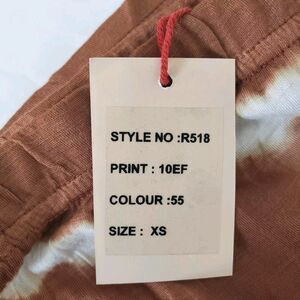 STYLE NO :R518
PRINT : 10EF
COLOUR :55
SIZE : XS